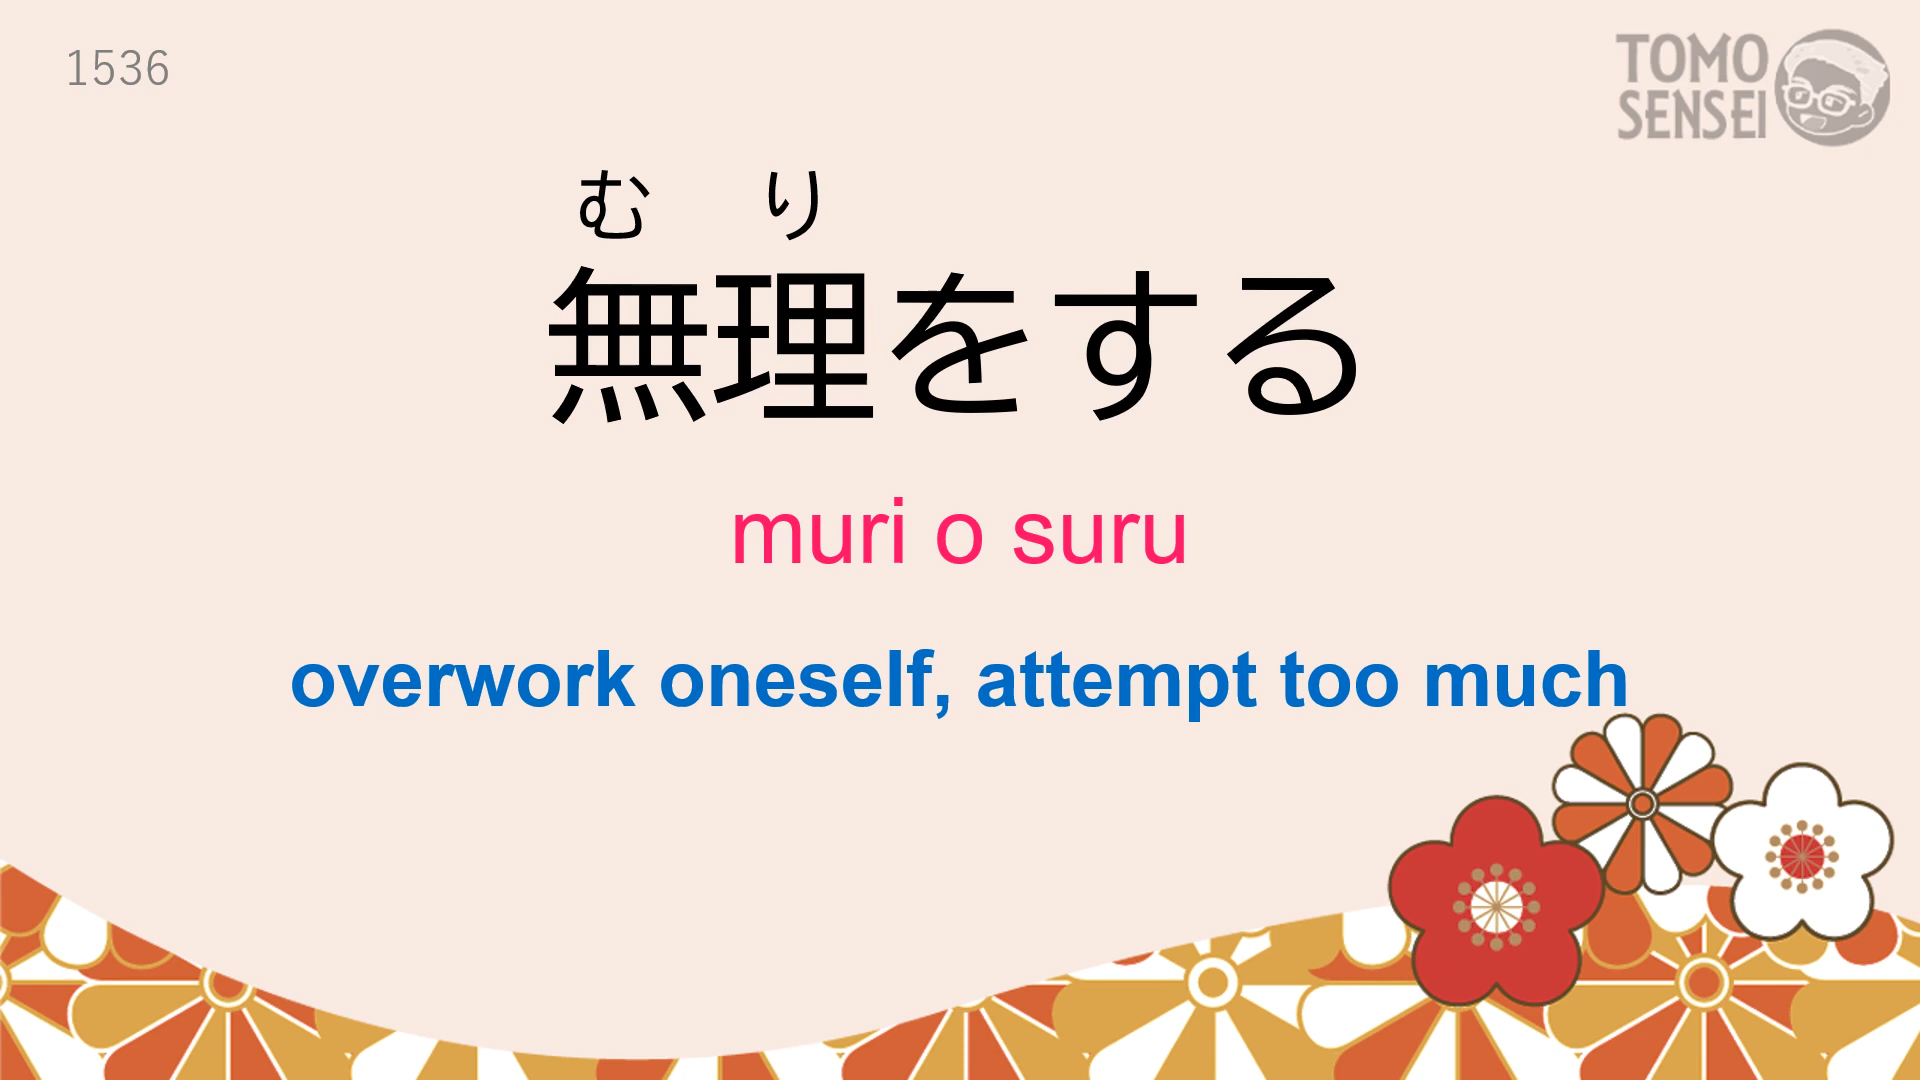 1536
TOMO
SENSEI
む り
無理をする
muri o suru
overwork oneself, attempt too much